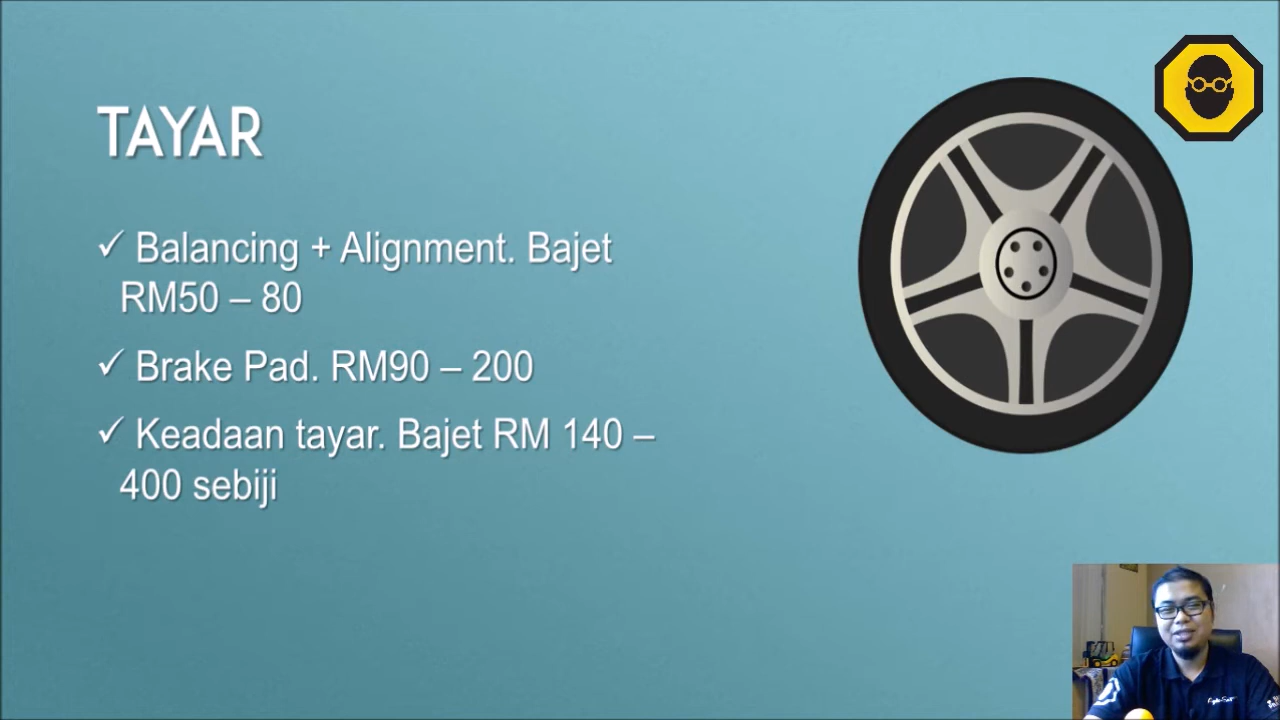 TAYAR
✓ Balancing + Alignment. Bajet
RM50 – 80
✓ Brake Pad. RM90 – 200
✓ Keadaan tayar. Bajet RM 140 –
400 sebiji